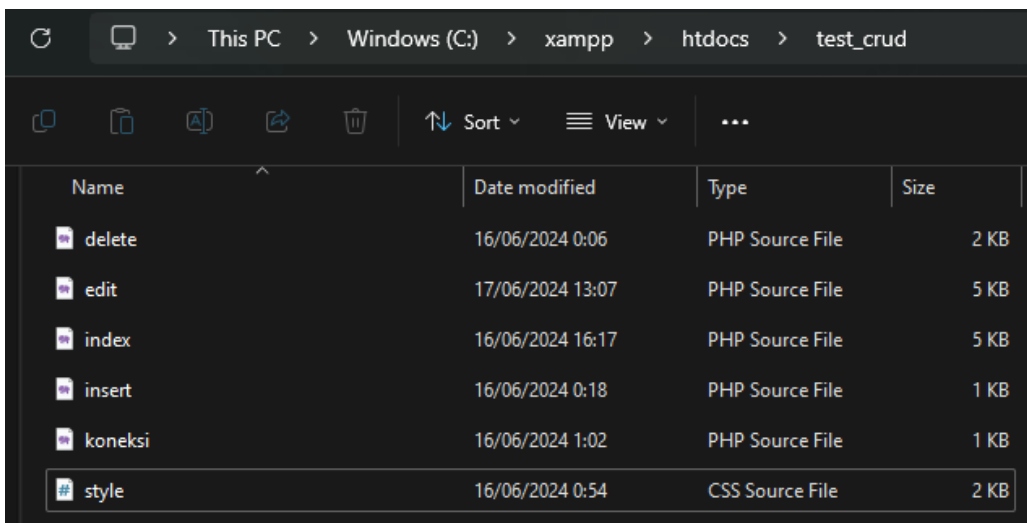 This PC > Windows (C:) > xampp > htdocs > test_crud
Sort View
Name Date modified Type Size
delete 16/06/2024 0:06 PHP Source File 2 KB
edit 17/06/2024 13:07 PHP Source File 5 KB
index 16/06/2024 16:17 PHP Source File 5 KB
insert 16/06/2024 0:18 PHP Source File 1 KB
koneksi 16/06/2024 1:02 PHP Source File 1 KB
style 16/06/2024 0:54 CSS Source File 2 KB